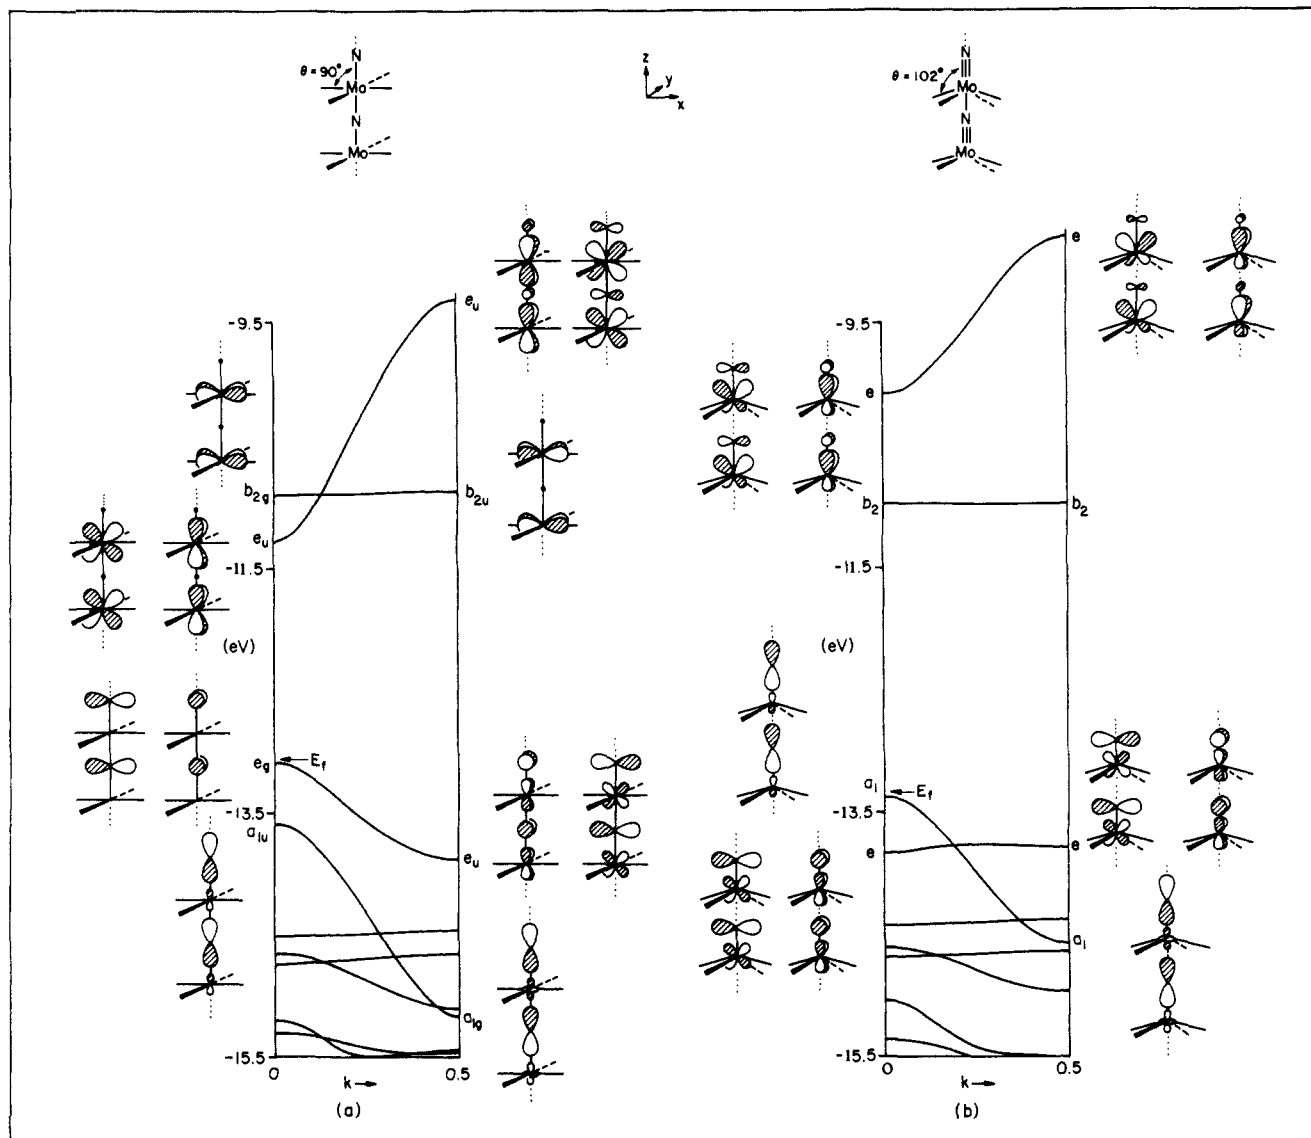 N
θ = 90°
Mo
N
Mo
z
y
x
N
θ = 102°
Mo
N
Mo
-9.5
b2g
eu
-11.5
(eV)
eg
Ef
-13.5
a1u
-15.5
0
k →
0.5
(a)
eu
b2u
eu
a1g
-9.5
e
b2
-11.5
(eV)
a1
Ef
-13.5
e
-15.5
0
k →
0.5
(b)
e
b2
e
a1